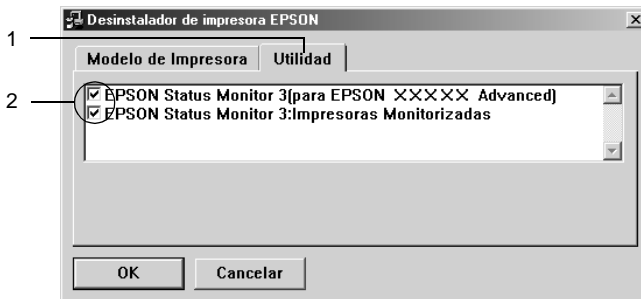 Desinstalador de impresora EPSON
1
Modelo de Impresora Utilidad
2
EPSON Status Monitor 3(para EPSON XXXXX Advanced)
EPSON Status Monitor 3:Impresoras Monitorizadas
OK Cancelar